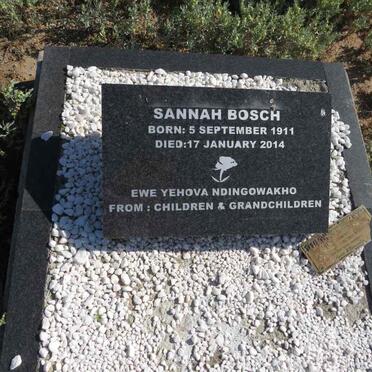 SANNAH BOSCH
BORN: 5 SEPTEMBER 1911
DIED:17 JANUARY 2014
EWE YEHOVA NDINGOWAKHO
FROM : CHILDREN & GRANDCHILDREN